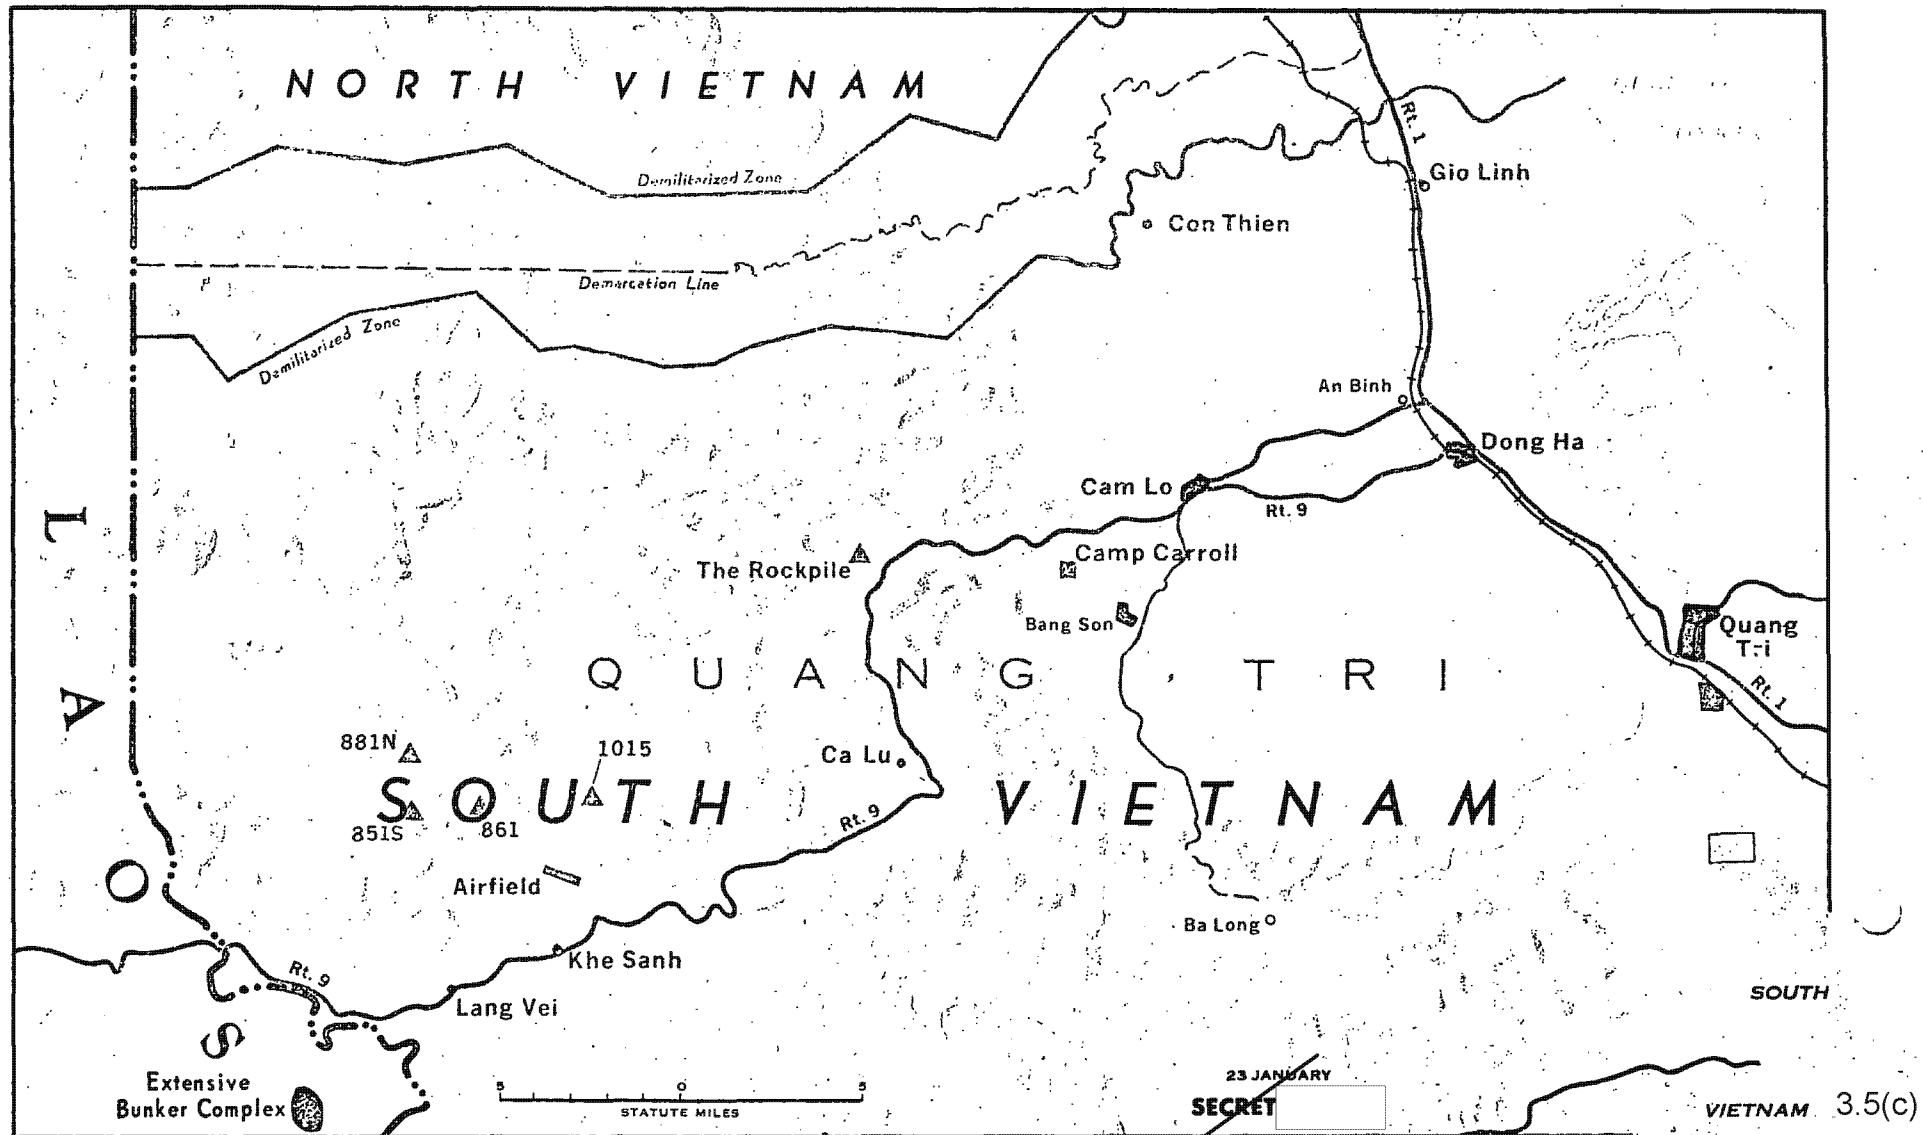 NORTH VIETNAM
Rt. 1
Demilitarized Zone
Gio Linh
Con Thien
Demarcation Line
Demilitarized Zone
An Binh
Dong Ha
Cam Lo
Rt. 9
L
A
O
S
Camp Carroll
The Rockpile
Bang Son
Quang
Tri
QUANG TRI
Rt. 1
881N
1015
Ca Lu
SOUTH VIETNAM
851S
861
Rt. 9
Airfield
Ba Long
Khe Sanh
Rt. 9
Lang Vei
SOUTH
Extensive
Bunker Complex
5 0 5
STATUTE MILES
23 JANUARY
SECRET
VIETNAM
3.5(c)